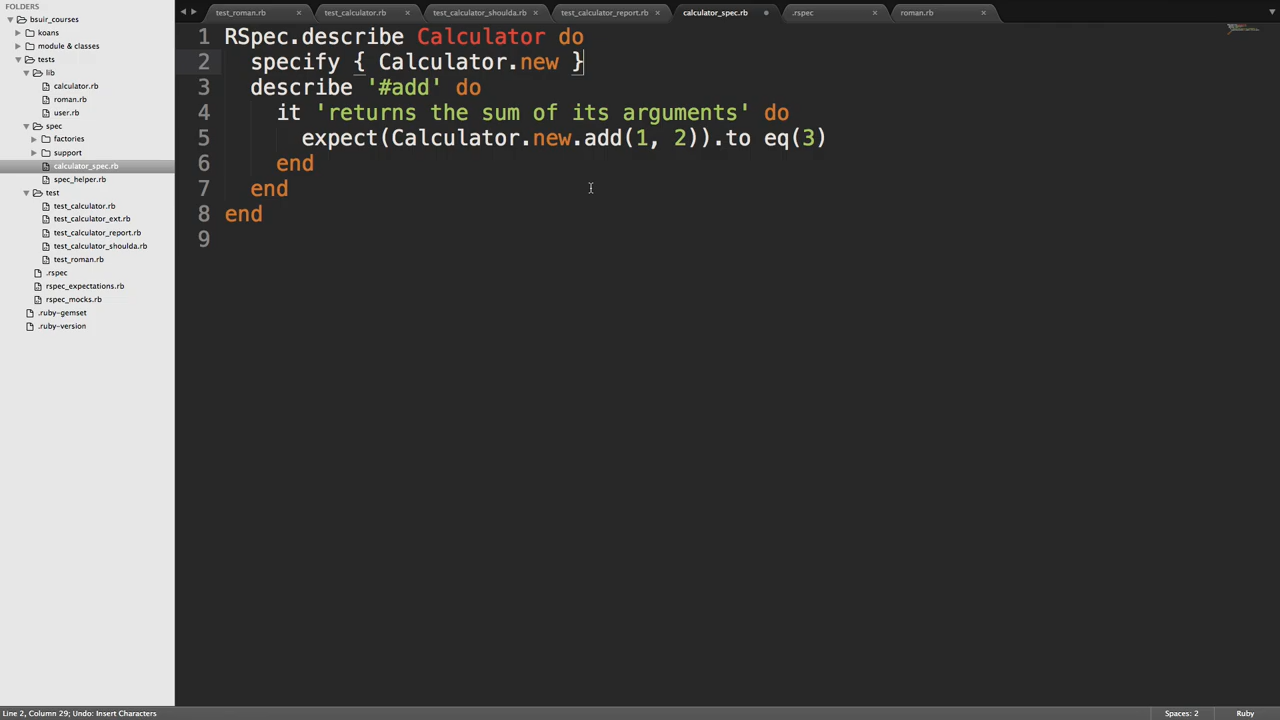 FOLDERS
bsuir_courses
koans
module & classes
tests
lib
calculator.rb
roman.rb
user.rb
spec
factories
support
calculator_spec.rb
spec_helper.rb
test
test_calculator.rb
test_calculator_ext.rb
test_calculator_report.rb
test_calculator_shoulda.rb
test_roman.rb
.rspec
rspec_expectations.rb
rspec_mocks.rb
.ruby-gemset
.ruby-version
test_roman.rb test_calculator.rb test_calculator_shoulda.rb test_calculator_report.rb calculator_spec.rb .rspec roman.rb
1 RSpec.describe Calculator do
2 specify { Calculator.new }
3 describe '#add' do
4 it 'returns the sum of its arguments' do
5 expect(Calculator.new.add(1, 2)).to eq(3)
6 end
7 end
8 end
9
Line 2, Column 29; Undo: Insert Characters Spaces: 2 Ruby